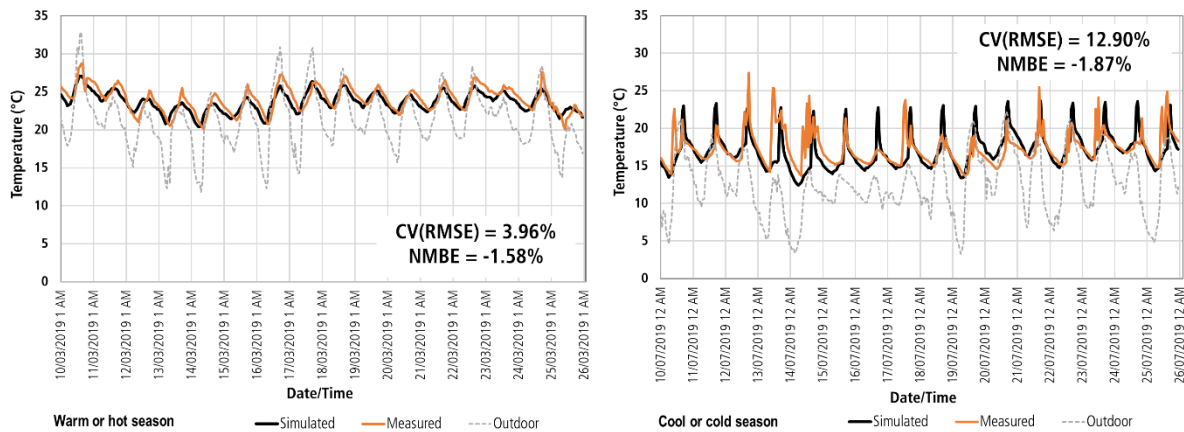 35
30
25
20
15
10
5
0
Temperature (°C)
CV(RMSE) = 3.96%
NMBE = -1.58%
10/03/2019 1 AM
11/03/2019 1 AM
12/03/2019 1 AM
13/03/2019 1 AM
14/03/2019 1 AM
15/03/2019 1 AM
16/03/2019 1 AM
17/03/2019 1 AM
18/03/2019 1 AM
19/03/2019 1 AM
20/03/2019 1 AM
21/03/2019 1 AM
22/03/2019 1 AM
23/03/2019 1 AM
24/03/2019 1 AM
25/03/2019 1 AM
26/03/2019 1 AM
Date/Time
Warm or hot season
Simulated
Measured
Outdoor
35
30
25
20
15
10
5
0
Temperature (°C)
CV(RMSE) = 12.90%
NMBE = -1.87%
10/07/2019 12 AM
11/07/2019 12 AM
12/07/2019 12 AM
13/07/2019 12 AM
14/07/2019 12 AM
15/07/2019 12 AM
16/07/2019 12 AM
17/07/2019 12 AM
18/07/2019 12 AM
19/07/2019 12 AM
20/07/2019 12 AM
21/07/2019 12 AM
22/07/2019 12 AM
23/07/2019 12 AM
24/07/2019 12 AM
25/07/2019 12 AM
26/07/2019 12 AM
Date/Time
Cool or cold season
Simulated
Measured
Outdoor